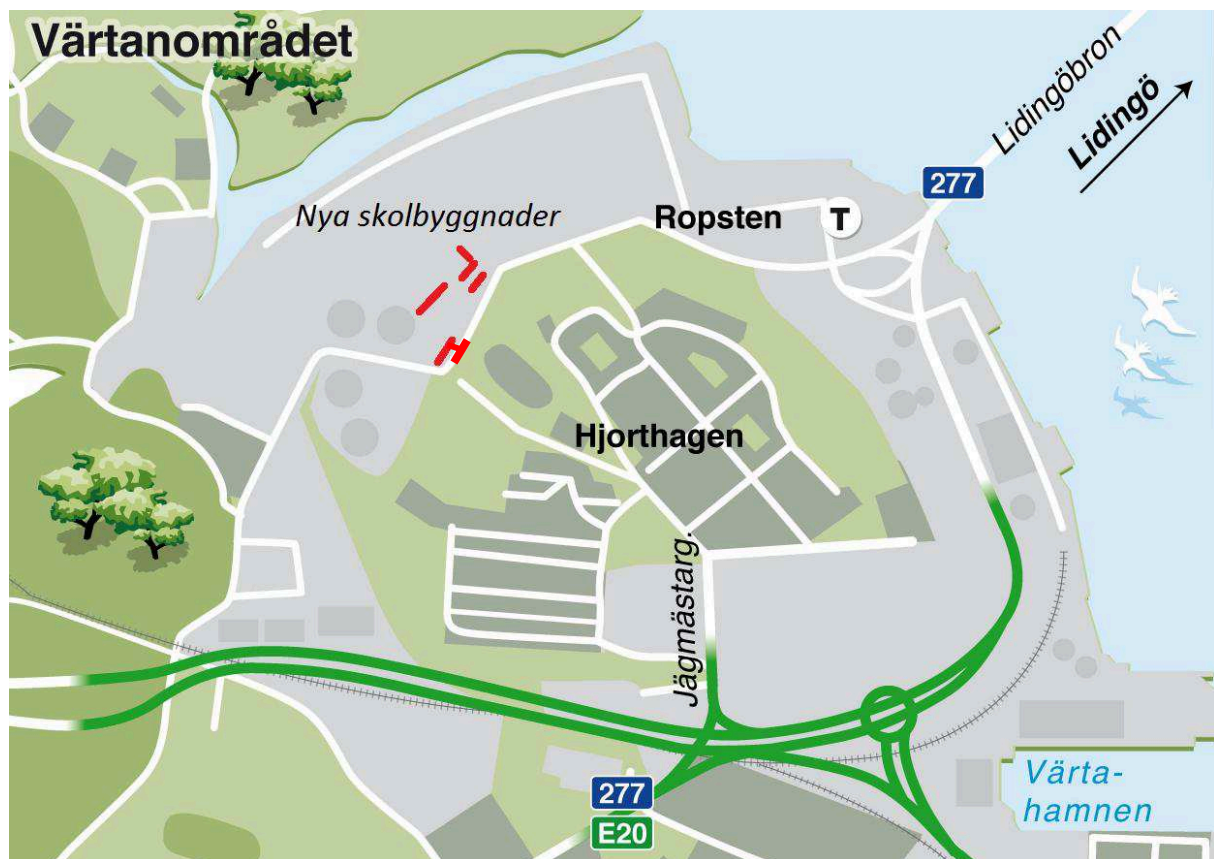 Värtanområdet
Lidingöbron
Lidingö
277
Nya skolbyggnader
Ropsten
T
Hjorthagen
Jägmästarg.
277
E20
Värta-
hamnen